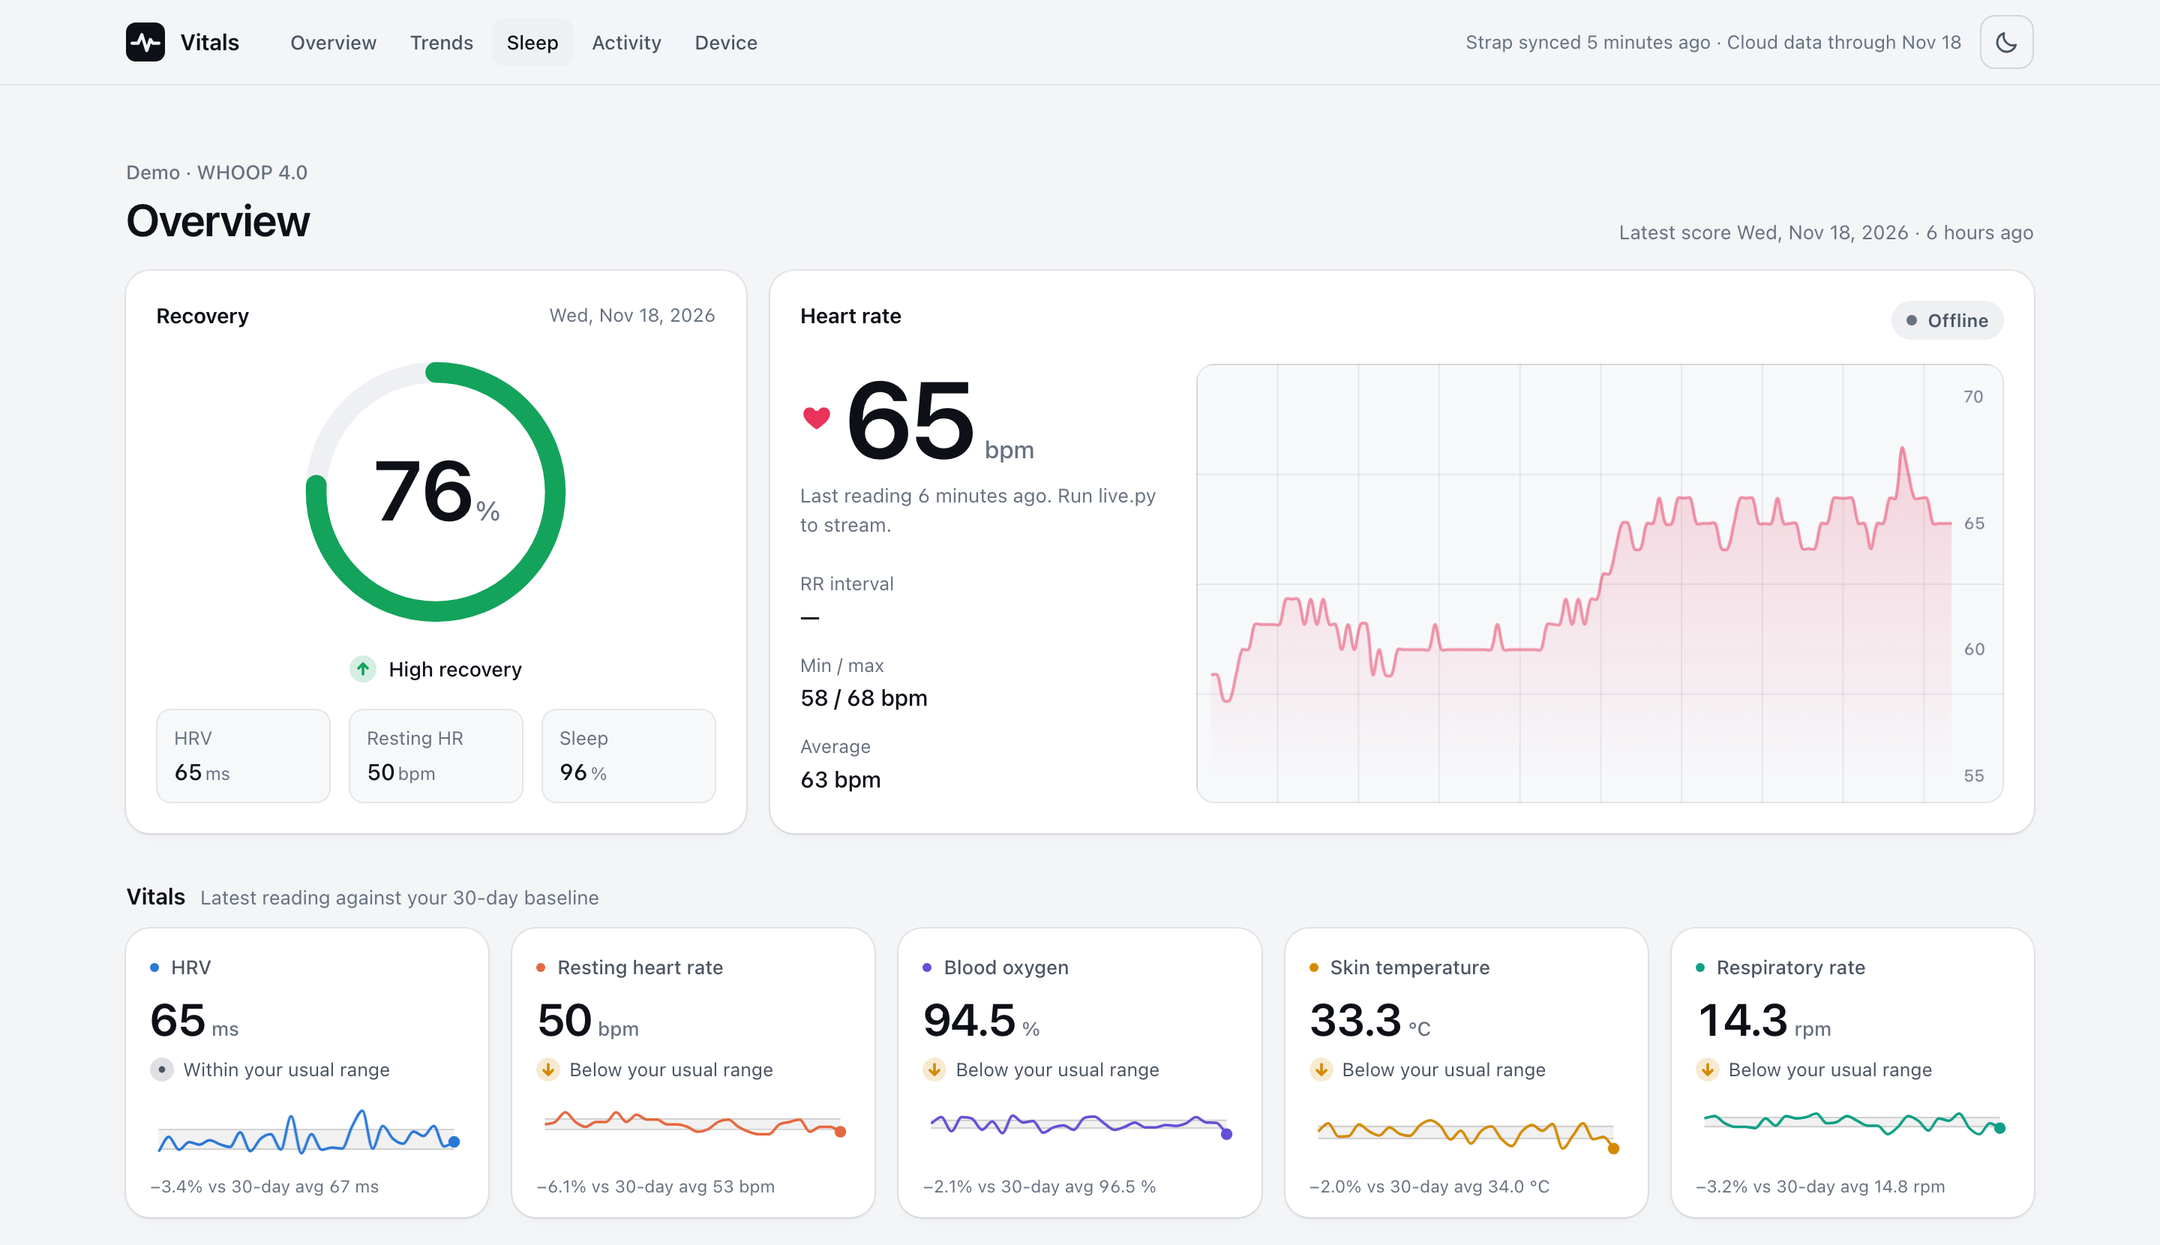 Vitals
Overview
Trends
Sleep
Activity
Device
Strap synced 5 minutes ago · Cloud data through Nov 18
Demo · WHOOP 4.0
Overview
Latest score Wed, Nov 18, 2026 · 6 hours ago
Recovery
Wed, Nov 18, 2026
76%
High recovery
HRV
65 ms
Resting HR
50 bpm
Sleep
96 %
Heart rate
Offline
65 bpm
Last reading 6 minutes ago. Run live.py
to stream.
RR interval
—
Min / max
58 / 68 bpm
Average
63 bpm
70
65
60
55
Vitals Latest reading against your 30-day baseline
HRV
65 ms
Within your usual range
−3.4% vs 30-day avg 67 ms
Resting heart rate
50 bpm
Below your usual range
−6.1% vs 30-day avg 53 bpm
Blood oxygen
94.5 %
Below your usual range
−2.1% vs 30-day avg 96.5 %
Skin temperature
33.3 °C
Below your usual range
−2.0% vs 30-day avg 34.0 °C
Respiratory rate
14.3 rpm
Below your usual range
−3.2% vs 30-day avg 14.8 rpm